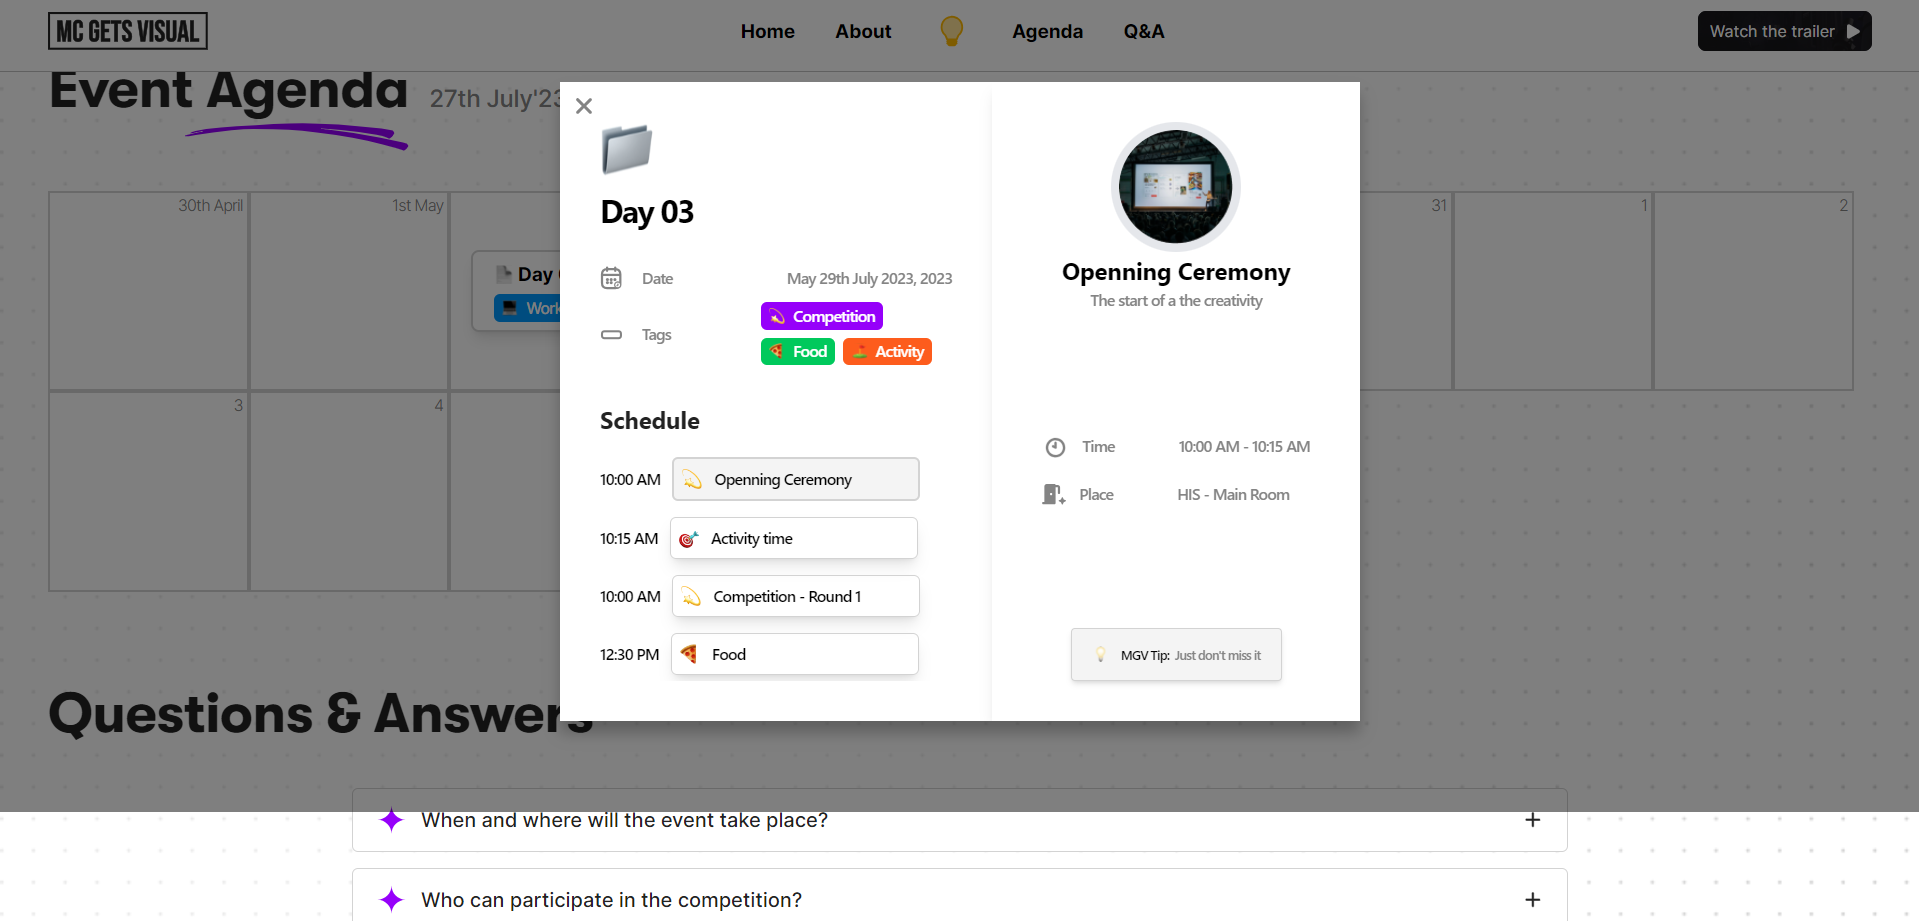 MC GETS VISUAL
Home About Agenda Q&A
Watch the trailer
Event Agenda 27th July'23
30th April
1st May
31
1
2
Day
Work
3
4
Day 03
Date May 29th July 2023, 2023
Tags
Competition
Food Activity
Schedule
10:00 AM Openning Ceremony
10:15 AM Activity time
10:00 AM Competition - Round 1
12:30 PM Food
Openning Ceremony
The start of a the creativity
Time 10:00 AM - 10:15 AM
Place HIS - Main Room
MGV Tip: Just don't miss it
Questions & Answers
When and where will the event take place?
Who can participate in the competition?